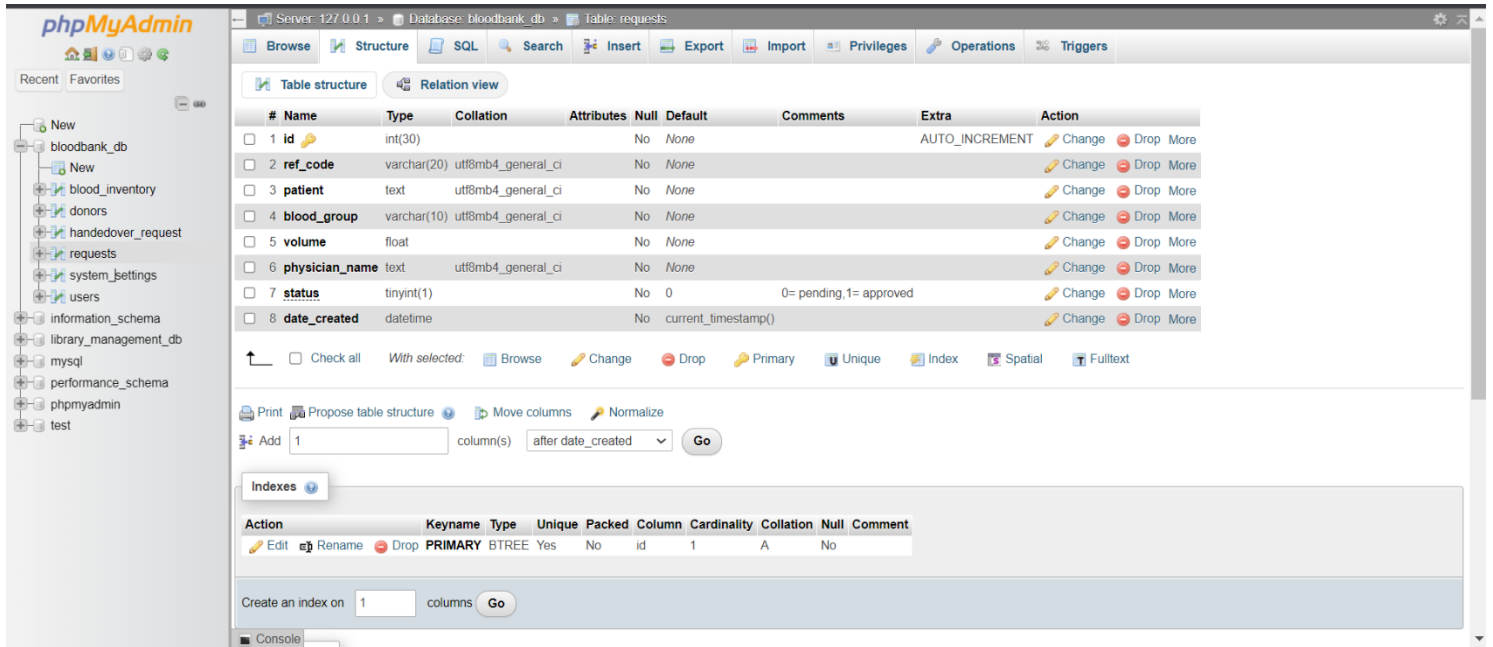 phpMyAdmin
Recent Favorites
New
bloodbank_db
New
blood_inventory
donors
handedover_request
requests
system_settings
users
information_schema
library_management_db
mysql
performance_schema
phpmyadmin
test
Server: 127.0.0.1 » Database: bloodbank_db » Table: requests
Browse Structure SQL Search Insert Export Import Privileges Operations Triggers
Table structure Relation view
# Name Type Collation Attributes Null Default Comments Extra Action
1 id int(30) No None AUTO_INCREMENT Change Drop More
2 ref_code varchar(20) utf8mb4_general_ci No None Change Drop More
3 patient text utf8mb4_general_ci No None Change Drop More
4 blood_group varchar(10) utf8mb4_general_ci No None Change Drop More
5 volume float No None Change Drop More
6 physician_name text utf8mb4_general_ci No None Change Drop More
7 status tinyint(1) No 0 0= pending,1= approved Change Drop More
8 date_created datetime No current_timestamp() Change Drop More
Check all With selected: Browse Change Drop Primary Unique Index Spatial Fulltext
Print Propose table structure Move columns Normalize
Add 1 column(s) after date_created Go
Indexes
Action Keyname Type Unique Packed Column Cardinality Collation Null Comment
Edit Rename Drop PRIMARY BTREE Yes No id 1 A No
Create an index on 1 columns Go
Console